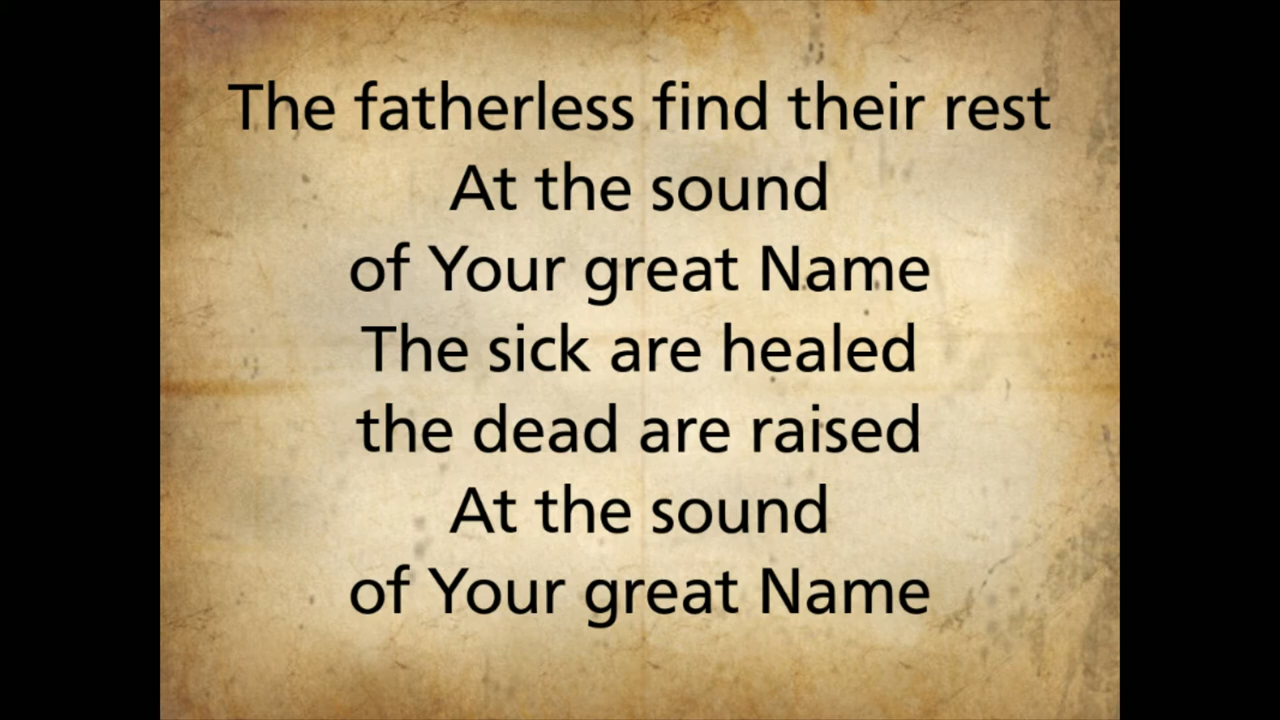 The fatherless find their rest
At the sound
of Your great Name
The sick are healed
the dead are raised
At the sound
of Your great Name